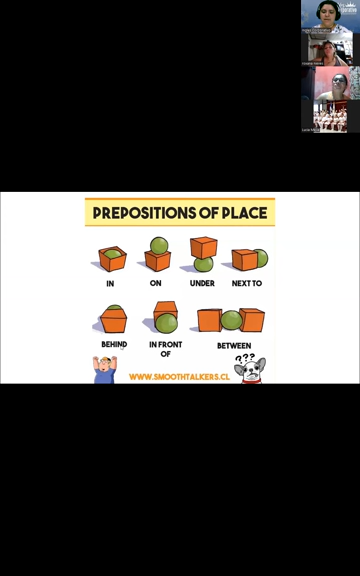 PREPOSITIONS OF PLACE
IN
ON
UNDER
NEXT TO
BEHIND
IN FRONT
OF
BETWEEN
???
WWW.SMOOTHTALKERS.CL